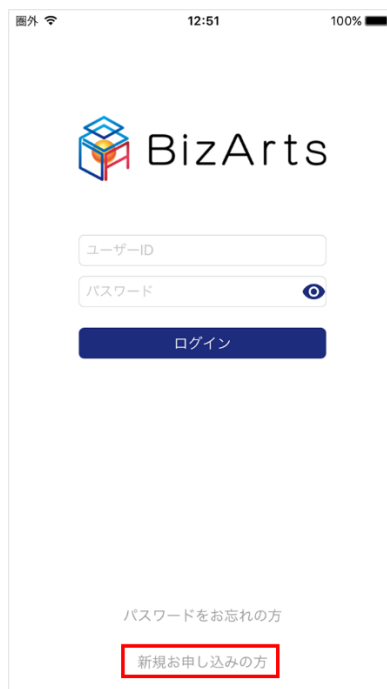 圏外 12:51 100%
BizArts
ユーザーID
パスワード
ログイン
パスワードをお忘れの方
新規お申し込みの方